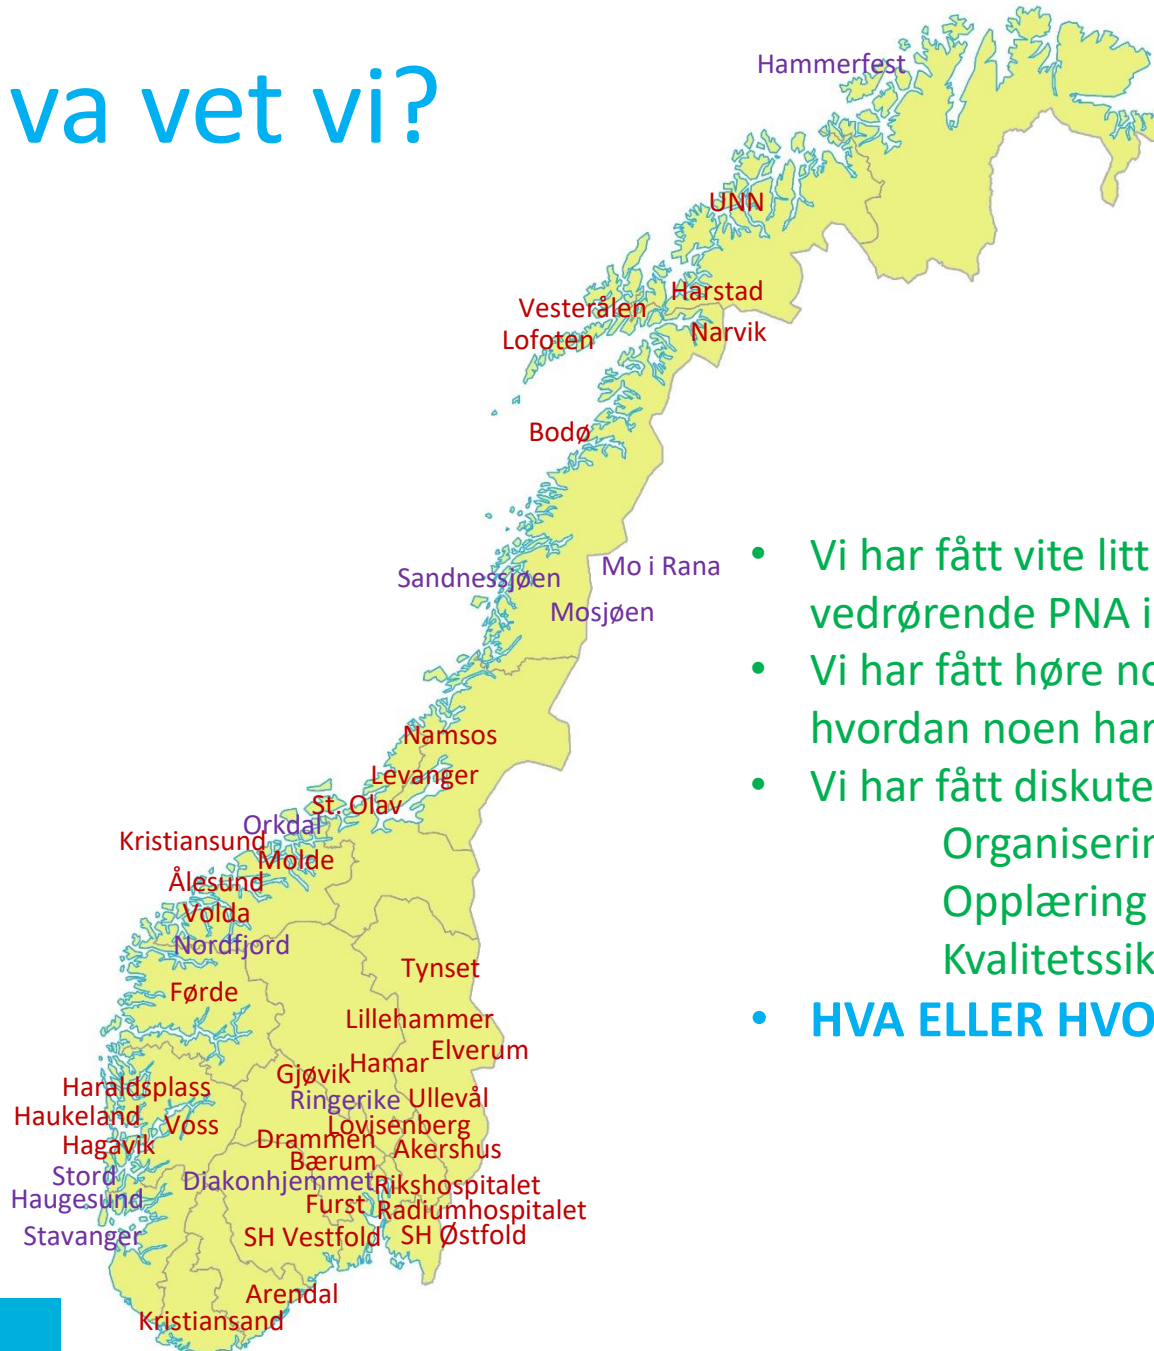 va vet vi?
Hammerfest
UNN
Harstad
Vesterålen
Narvik
Lofoten
Bodø
Mo i Rana
Sandnessjøen
Mosjøen
Namsos
Levanger
St. Olav
Orkdal
Kristiansund
Molde
Ålesund
Volda
Nordfjord
Tynset
Førde
Lillehammer
Elverum
Hamar
Gjøvik
Haraldsplass
Ringerike
Ullevål
Haukeland
Voss
Lovisenberg
Drammen
Hagavik
Akershus
Bærum
Stord
Diakonhjemmet
Rikshospitalet
Haugesund
Furst
Radiumhospitalet
Stavanger
SH Vestfold
SH Østfold
Arendal
Kristiansand
• Vi har fått vite litt
vedrørende PNA i
• Vi har fått høre no
hvordan noen har
• Vi har fått diskute
Organiserin
Opplæring
Kvalitetssik
• HVA ELLER HVO